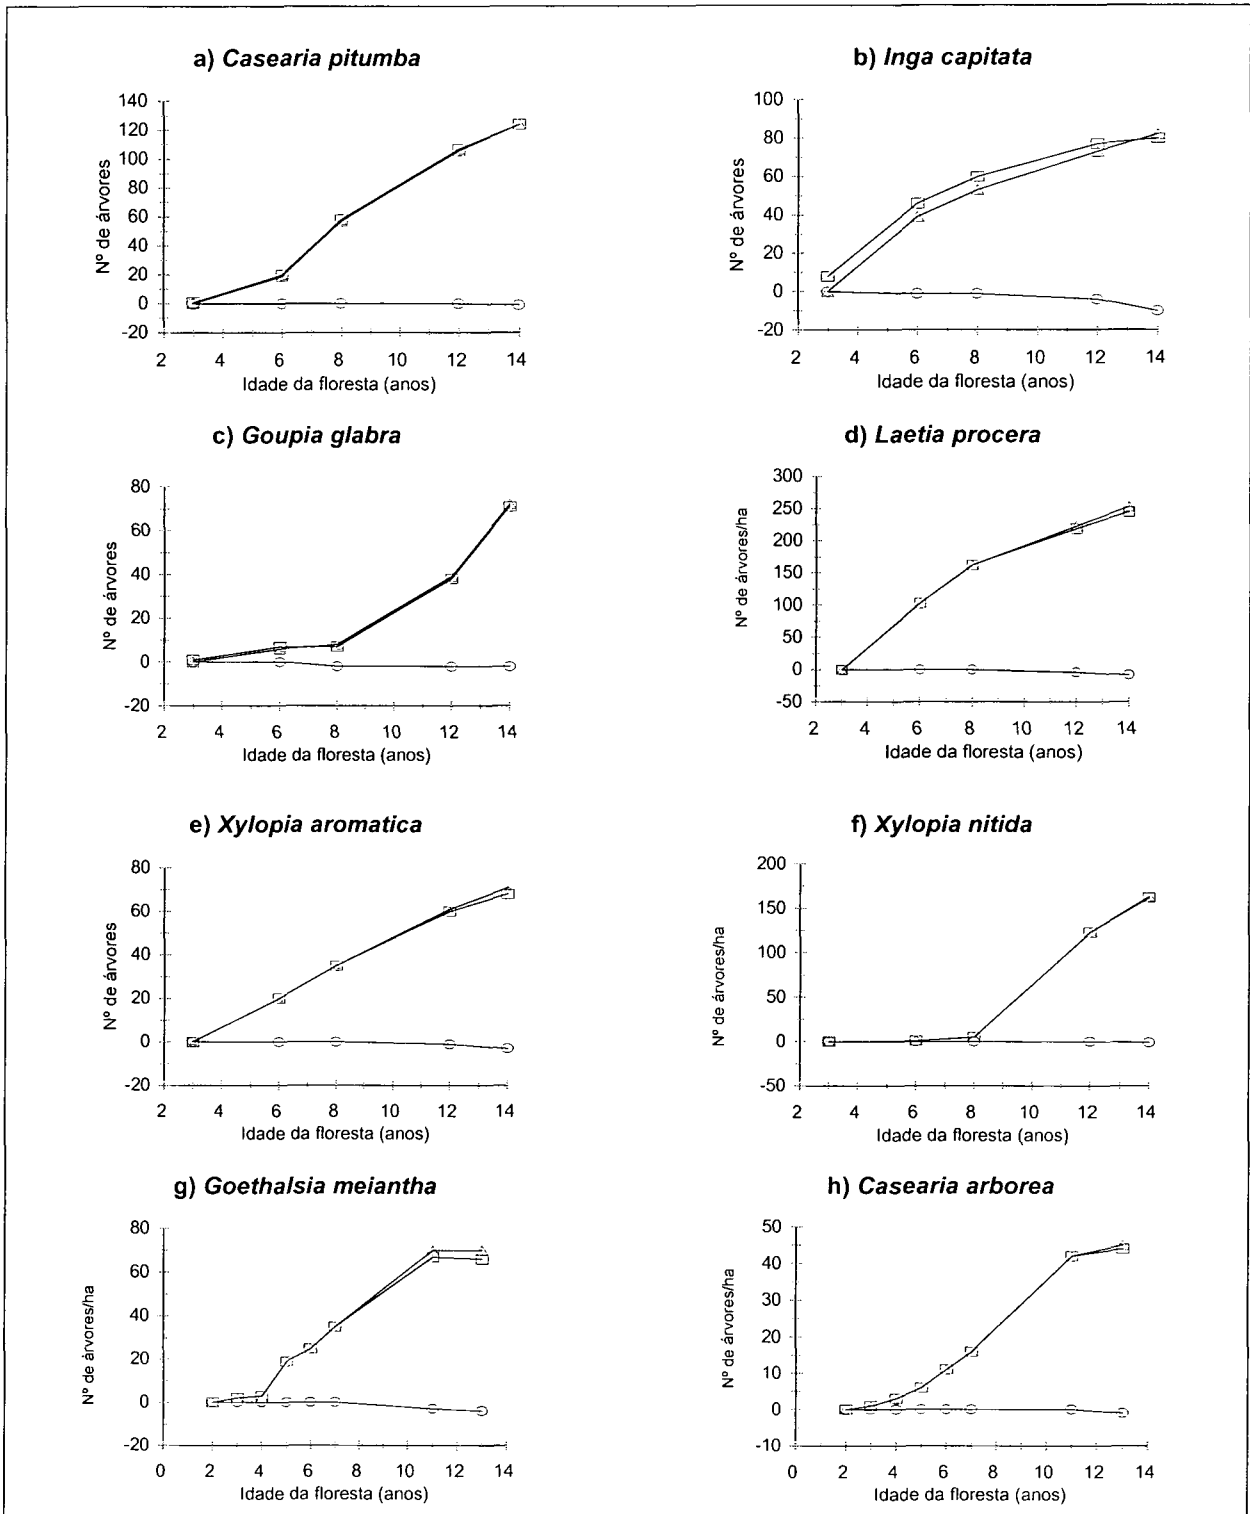 a) Casearia pitumba
Nº de árvores
140
120
100
80
60
40
20
0
-20
2 4 6 8 10 12 14
Idade da floresta (anos)
b) Inga capitata
Nº de árvores
100
80
60
40
20
0
-20
2 4 6 8 10 12 14
Idade da floresta (anos)
c) Goupia glabra
Nº de árvores
80
60
40
20
0
-20
2 4 6 8 10 12 14
Idade da floresta (anos)
d) Laetia procera
Nº de árvores/ha
300
250
200
150
100
50
0
-50
2 4 6 8 10 12 14
Idade da floresta (anos)
e) Xylopia aromatica
Nº de árvores
80
60
40
20
0
-20
2 4 6 8 10 12 14
Idade da floresta (anos)
f) Xylopia nitida
Nº de árvores/ha
200
150
100
50
0
-50
2 4 6 8 10 12 14
Idade da floresta (anos)
g) Goethalsia meiantha
Nº de árvores/ha
80
60
40
20
0
-20
0 2 4 6 8 10 12 14
Idade da floresta (anos)
h) Casearia arborea
Nº de árvores/ha
50
40
30
20
10
0
-10
0 2 4 6 8 10 12 14
Idade da floresta (anos)